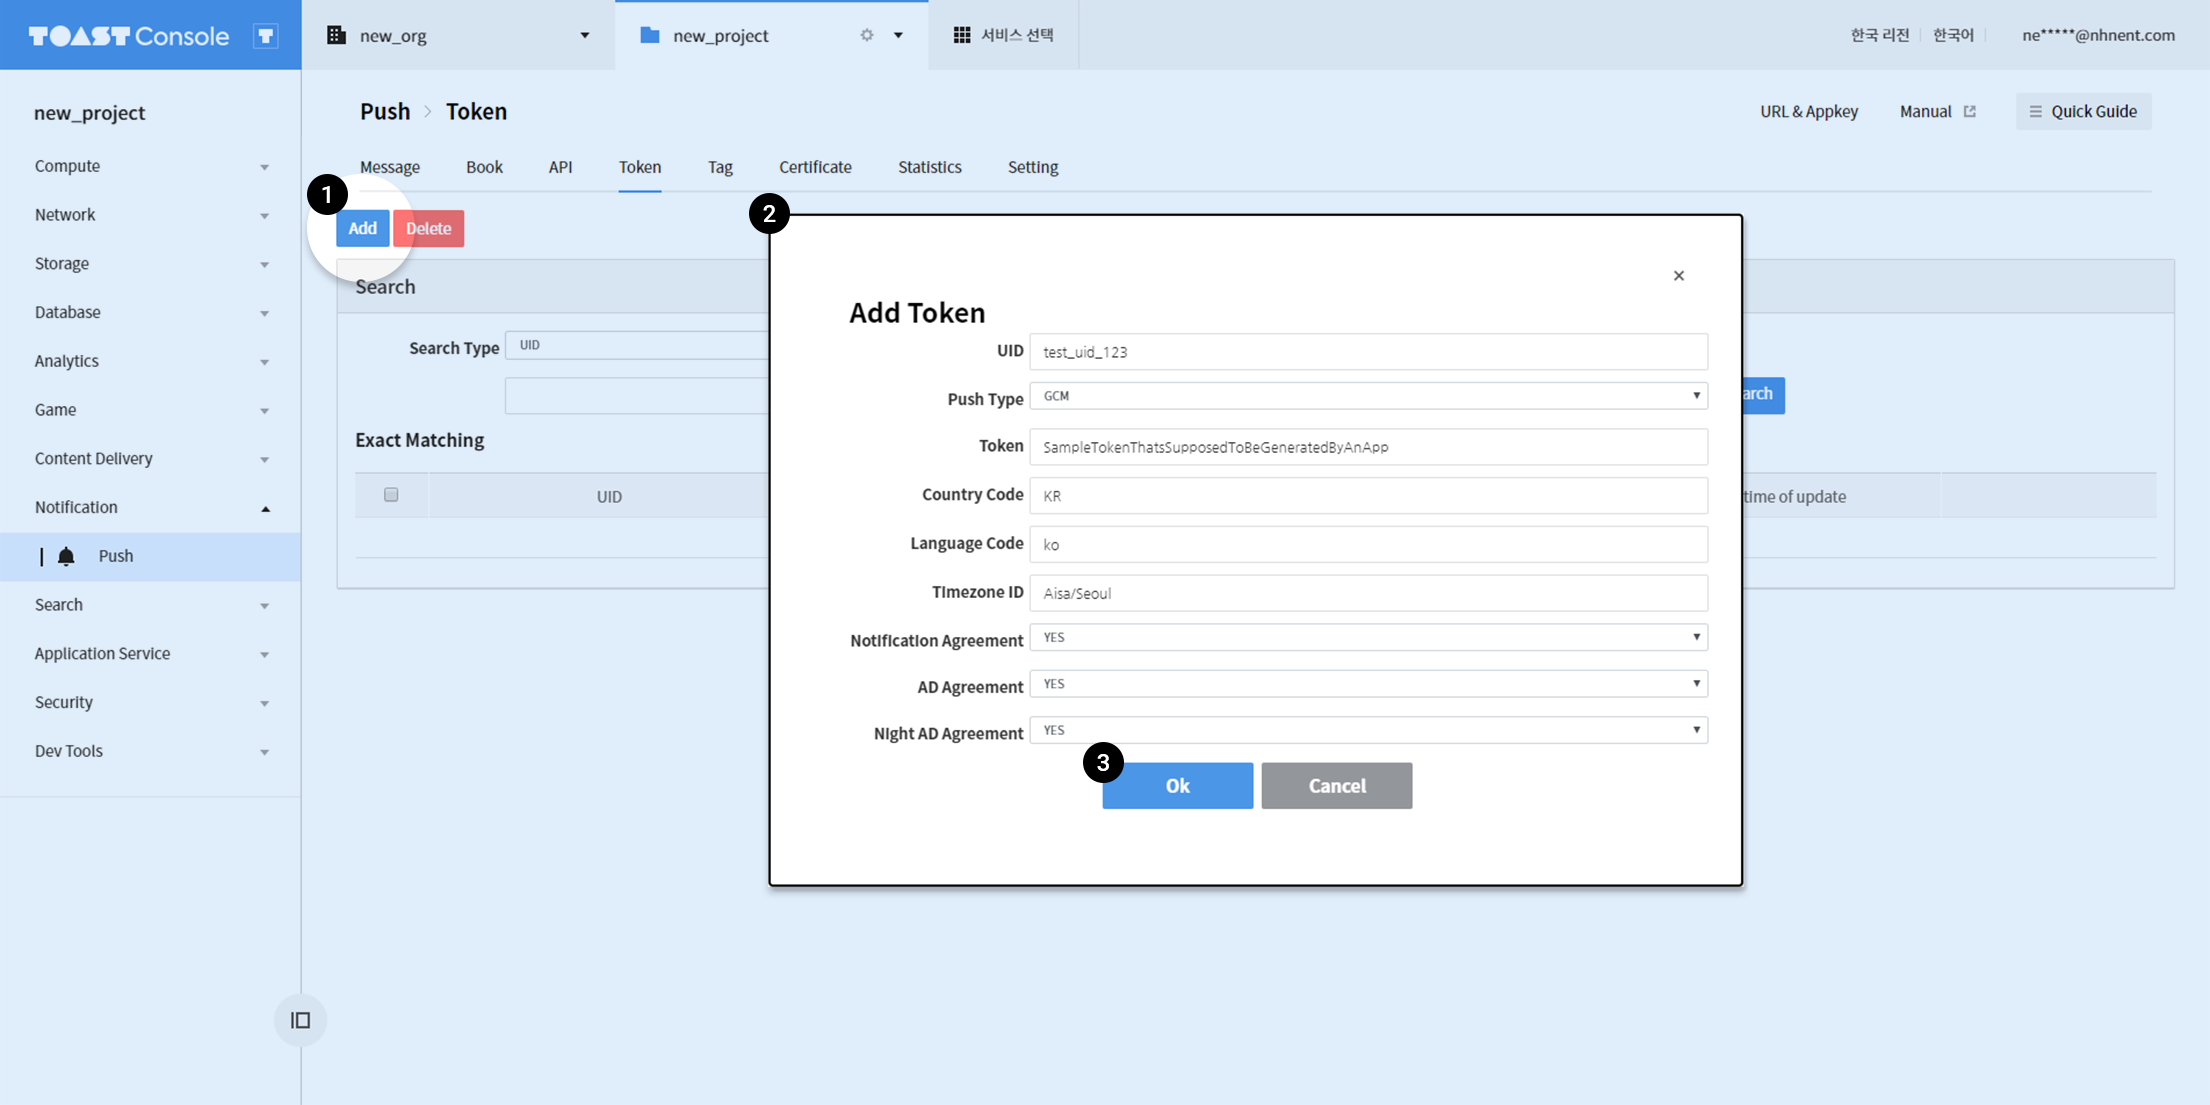 TOAST Console
T
new_org
new_project
서비스 선택
한국 리전
한국어
ne*****@nhnent.com
new_project
Compute
Network
Storage
Database
Analytics
Game
Content Delivery
Notification
Push
Search
Application Service
Security
Dev Tools
Push > Token
URL & Appkey
Manual
Quick Guide
Message
Book
API
Token
Tag
Certificate
Statistics
Setting
1
Add
Delete
Search
Search Type
UID
arch
Exact Matching
UID
time of update
2
×
Add Token
UID
test_uid_123
Push Type
GCM
Token
SampleTokenThatsSupposedToBeGeneratedByAnApp
Country Code
KR
Language Code
ko
TImezone ID
Aisa/Seoul
Notification Agreement
YES
AD Agreement
YES
NIght AD Agreement
YES
3
Ok
Cancel